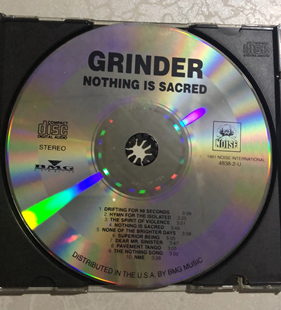 GRINDER
NOTHING IS SACRED
COMPACT
disc
DIGITAL AUDIO
STEREO
BMG
NOISE
1991 NOISE INTERNATIONAL
4838-2-U
1. DRIFTING FOR 99 SECONDS
2. HYMN FOR THE ISOLATED
3. THE SPIRIT OF VIOLENCE
4. NOTHING IS SACRED
5. NONE OF THE BRIGHTER DAYS
6. SUPERIOR BEING
7. DEAR MR. SINISTER
8. PAVEMENT TANGO
9. THE NOTHING SONG
10. NME
DISTRIBUTED IN THE U.S.A. BY BMG MUSIC